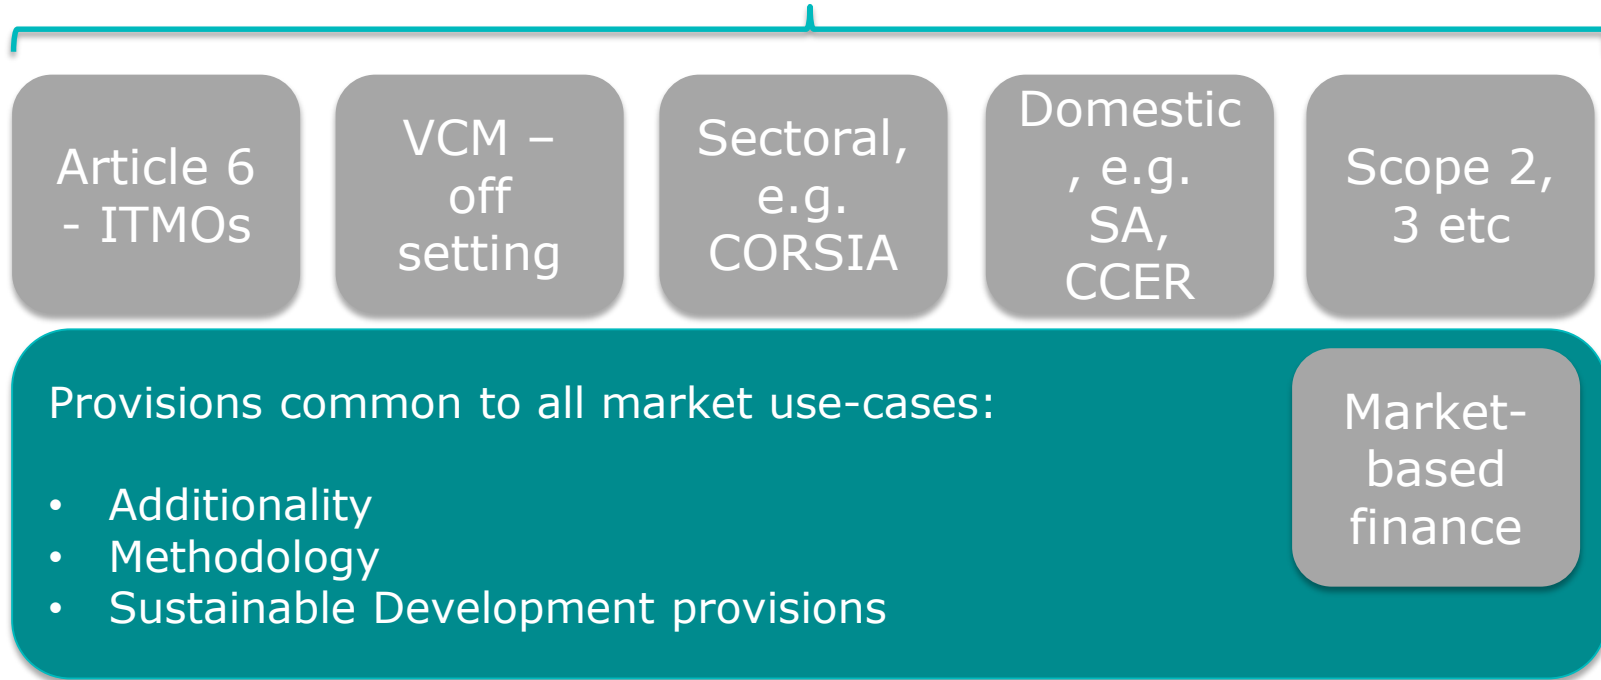 Article 6
- ITMOs
VCM –
off
setting
Sectoral,
e.g.
CORSIA
Domestic
, e.g.
SA,
CCER
Scope 2,
3 etc
Provisions common to all market use-cases:
• Additionality
• Methodology
• Sustainable Development provisions
Market-
based
finance